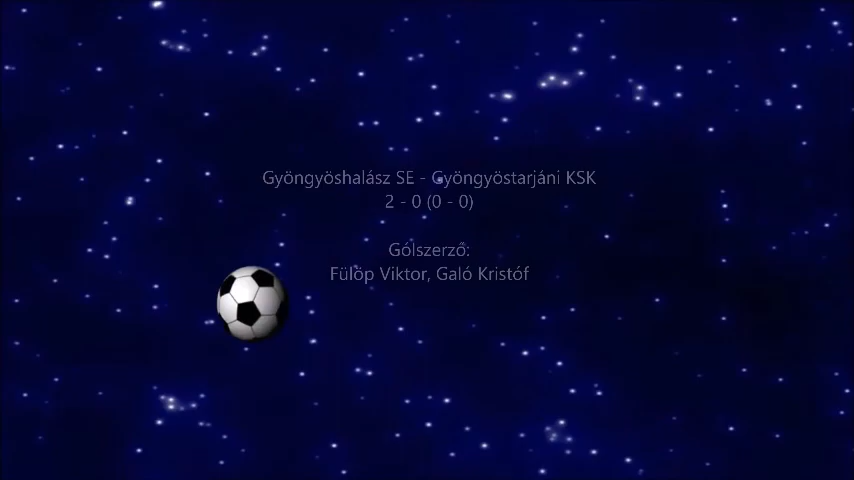 Gyöngyöshalász SE - Gyöngyöstarjáni KSK
2 - 0 (0 - 0)
Gólszerző:
Fülöp Viktor, Galó Kristóf